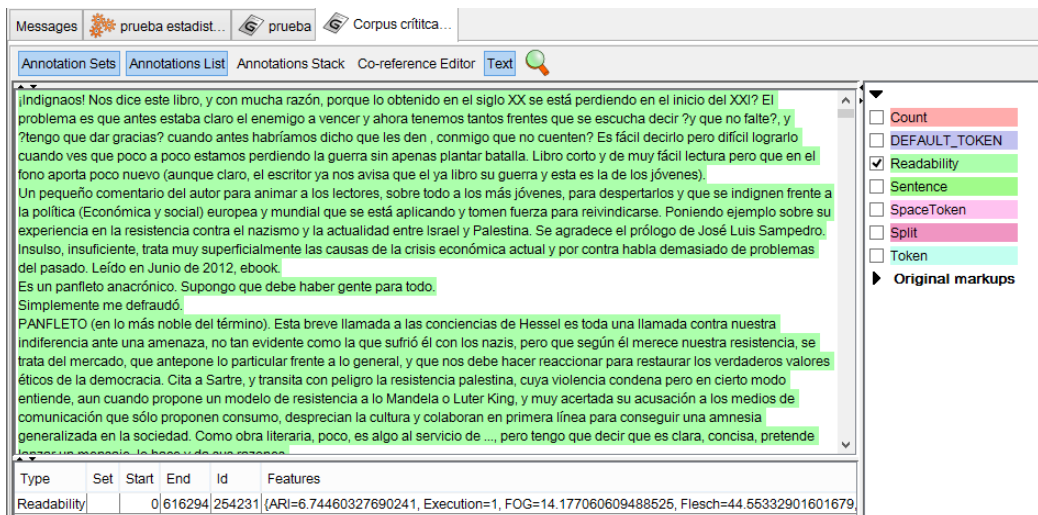 Messages prueba estadist... prueba Corpus crítitca...
Annotation Sets Annotations List Annotations Stack Co-reference Editor Text
¡Indignaos! Nos dice este libro, y con mucha razón, porque lo obtenido en el siglo XX se está perdiendo en el inicio del XXI? El
problema es que antes estaba claro el enemigo a vencer y ahora tenemos tantos frentes que se escucha decir ?y que no falte?, y
?tengo que dar gracias? cuando antes habríamos dicho que les den , conmigo que no cuenten? Es fácil decirlo pero difícil lograrlo
cuando ves que poco a poco estamos perdiendo la guerra sin apenas plantar batalla. Libro corto y de muy fácil lectura pero que en el
fono aporta poco nuevo (aunque claro, el escritor ya nos avisa que el ya libro su guerra y esta es la de los jóvenes).
Un pequeño comentario del autor para animar a los lectores, sobre todo a los más jóvenes, para despertarlos y que se indignen frente a
la política (Económica y social) europea y mundial que se está aplicando y tomen fuerza para reivindicarse. Poniendo ejemplo sobre su
experiencia en la resistencia contra el nazismo y la actualidad entre Israel y Palestina. Se agradece el prólogo de José Luis Sampedro.
Insulso, insuficiente, trata muy superficialmente las causas de la crisis económica actual y por contra habla demasiado de problemas
del pasado. Leído en Junio de 2012, ebook.
Es un panfleto anacrónico. Supongo que debe haber gente para todo.
Simplemente me defraudó.
PANFLETO (en lo más noble del término). Esta breve llamada a las conciencias de Hessel es toda una llamada contra nuestra
indiferencia ante una amenaza, no tan evidente como la que sufrió él con los nazis, pero que según él merece nuestra resistencia, se
trata del mercado, que antepone lo particular frente a lo general, y que nos debe hacer reaccionar para restaurar los verdaderos valores
éticos de la democracia. Cita a Sartre, y transita con peligro la resistencia palestina, cuya violencia condena pero en cierto modo
entiende, aun cuando propone un modelo de resistencia a lo Mandela o Luter King, y muy acertada su acusación a los medios de
comunicación que sólo proponen consumo, desprecian la cultura y colaboran en primera línea para conseguir una amnesia
generalizada en la sociedad. Como obra literaria, poco, es algo al servicio de ..., pero tengo que decir que es clara, concisa, pretende
lanzar un mensaje, lo hace y da sus razones.
Count
DEFAULT_TOKEN
Readability
Sentence
SpaceToken
Split
Token
Original markups
Type Set Start End Id Features
Readability 0 616294 254231 {ARI=6.74460327690241, Execution=1, FOG=14.177060609488525, Flesch=44.55332901601679,